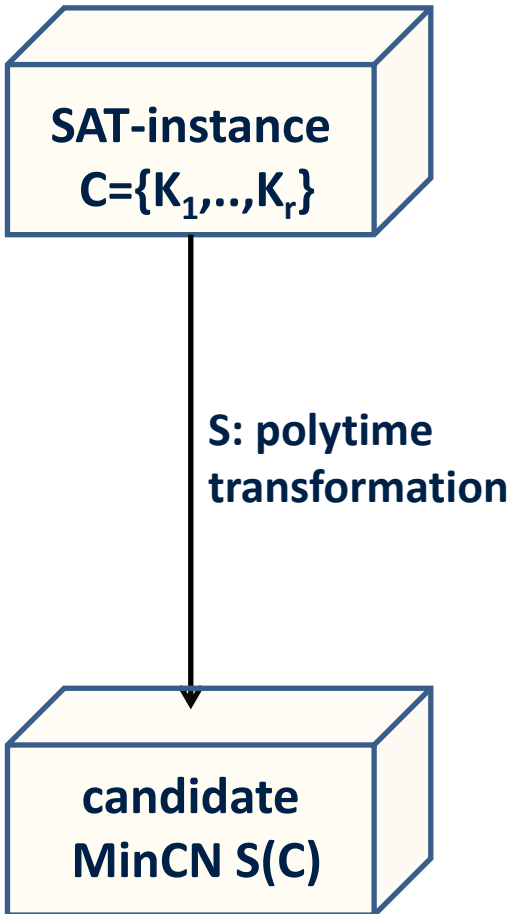 SAT-instance
C={K₁,..,Kᵣ}
S: polytime
transformation
candidate
MinCN S(C)